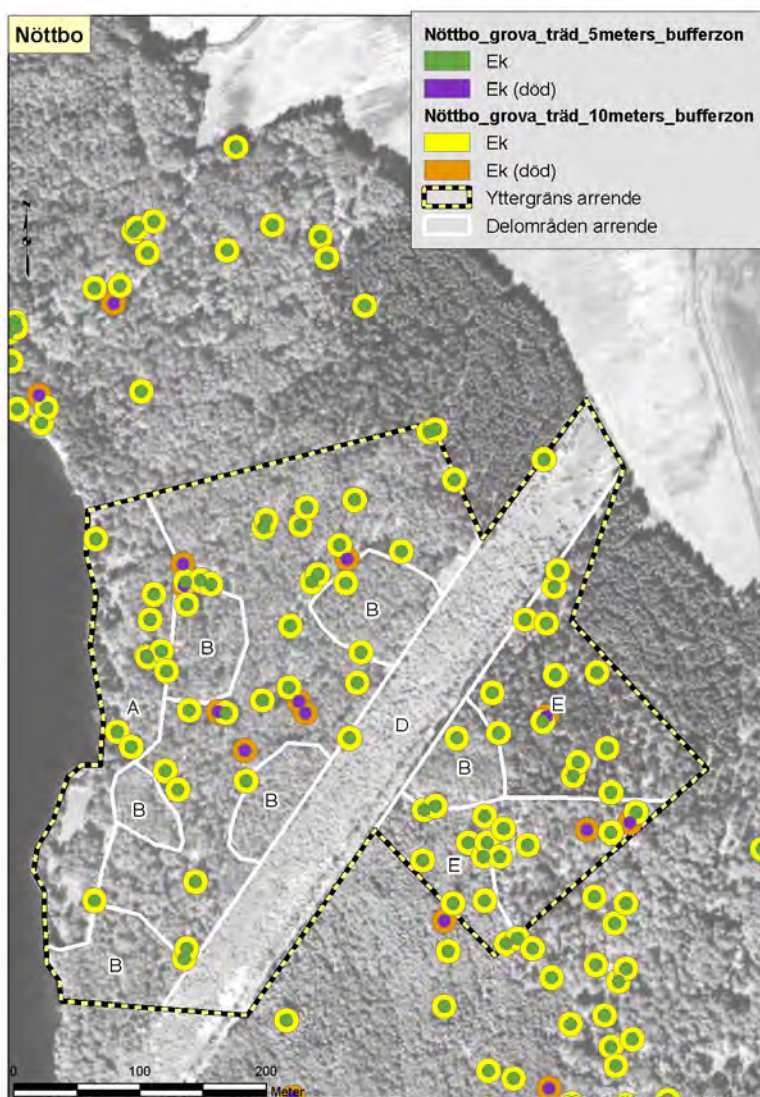 Nöttbo
Nöttbo_grova_träd_5meters_bufferzon
Ek
Ek (död)
Nöttbo_grova_träd_10meters_bufferzon
Ek
Ek (död)
Yttergräns arrende
Delområden arrende
B
B
A
E
D
B
B
B
E
B
0
100
200
Meter